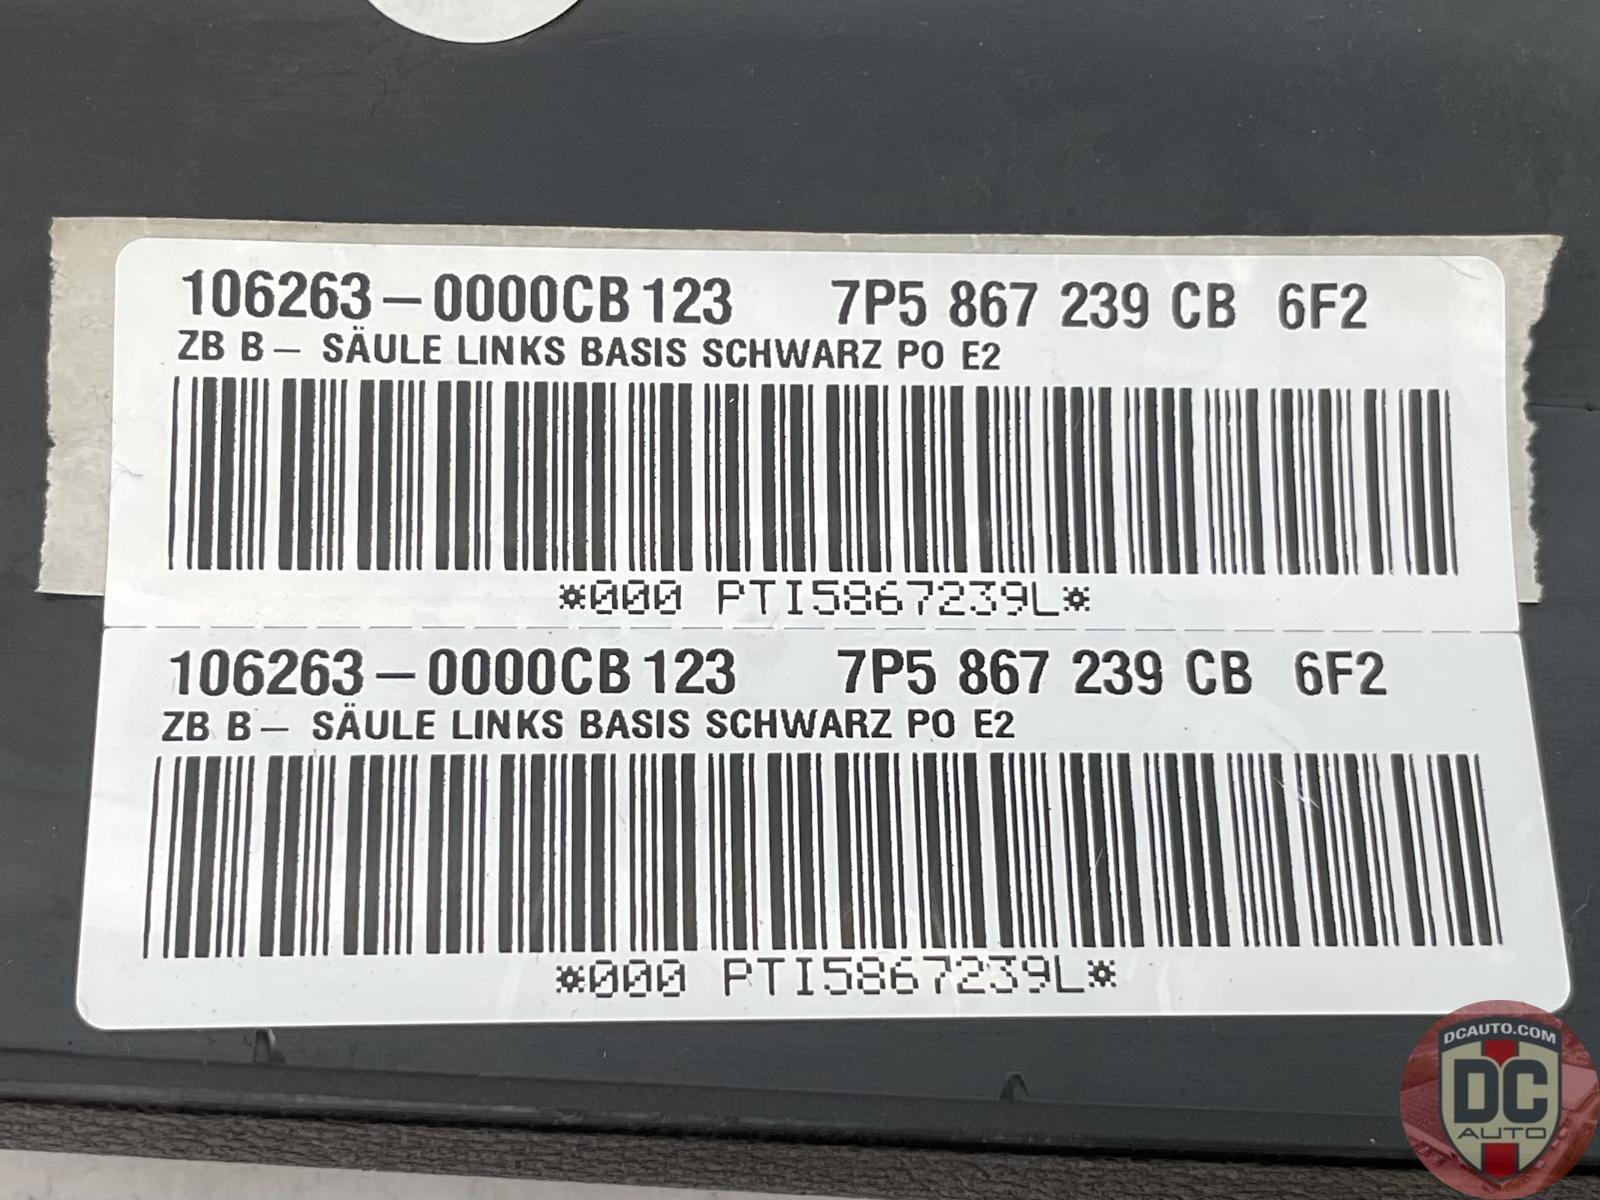 106263-0000CB 123 7P5 867 239 CB 6F2
ZB B- SÄULE LINKS BASIS SCHWARZ PO E2
*000 PTI5867239L*
106263-0000CB 123 7P5 867 239 CB 6F2
ZB B- SÄULE LINKS BASIS SCHWARZ PO E2
*000 PTI5867239L*
DCAUTO.COM
DC
AUTO